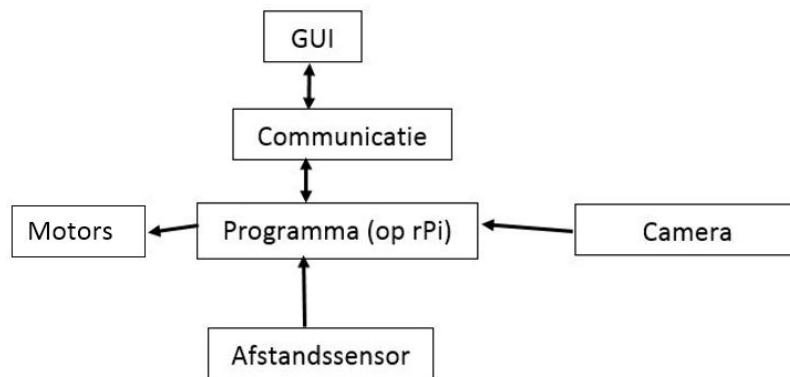 GUI
Communicatie
Motors
Programma (op rPi)
Camera
Afstandssensor